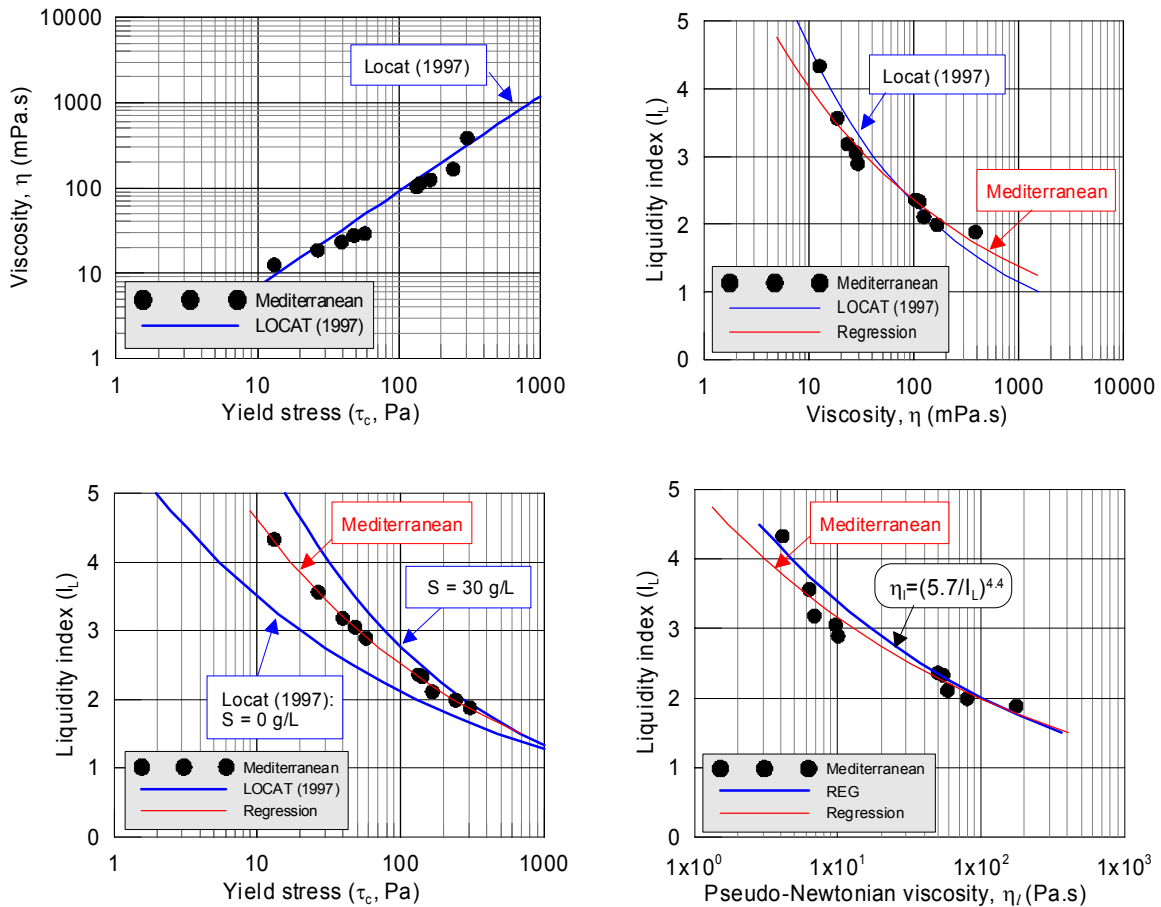 10000
1000
100
10
1
Viscosity, η (mPa.s)
Locat (1997)
Mediterranean
LOCAT (1997)
1 10 100 1000
Yield stress (τc, Pa)
5
4
3
2
1
0
Liquidity index (IL)
Locat (1997)
Mediterranean
Mediterranean
LOCAT (1997)
Regression
1 10 100 1000 10000
Viscosity, η (mPa.s)
5
4
3
2
1
0
Liquidity index (IL)
Mediterranean
S = 30 g/L
Locat (1997):
S = 0 g/L
Mediterranean
LOCAT (1997)
Regression
1 10 100 1000
Yield stress (τc, Pa)
5
4
3
2
1
0
Liquidity index (IL)
Mediterranean
ηl=(5.7/IL)4.4
Mediterranean
REG
Regression
1x10⁰ 1x10¹ 1x10² 1x10³
Pseudo-Newtonian viscosity, ηl (Pa.s)